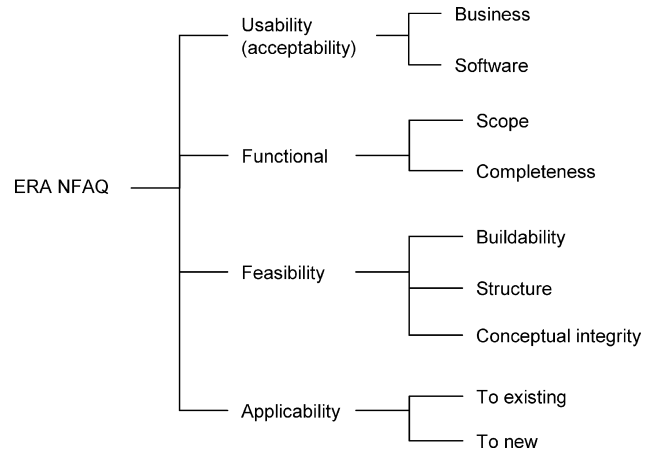 Usability
(acceptability)
Business
Software
Functional
Scope
Completeness
ERA NFAQ
Feasibility
Buildability
Structure
Conceptual integrity
Applicability
To existing
To new